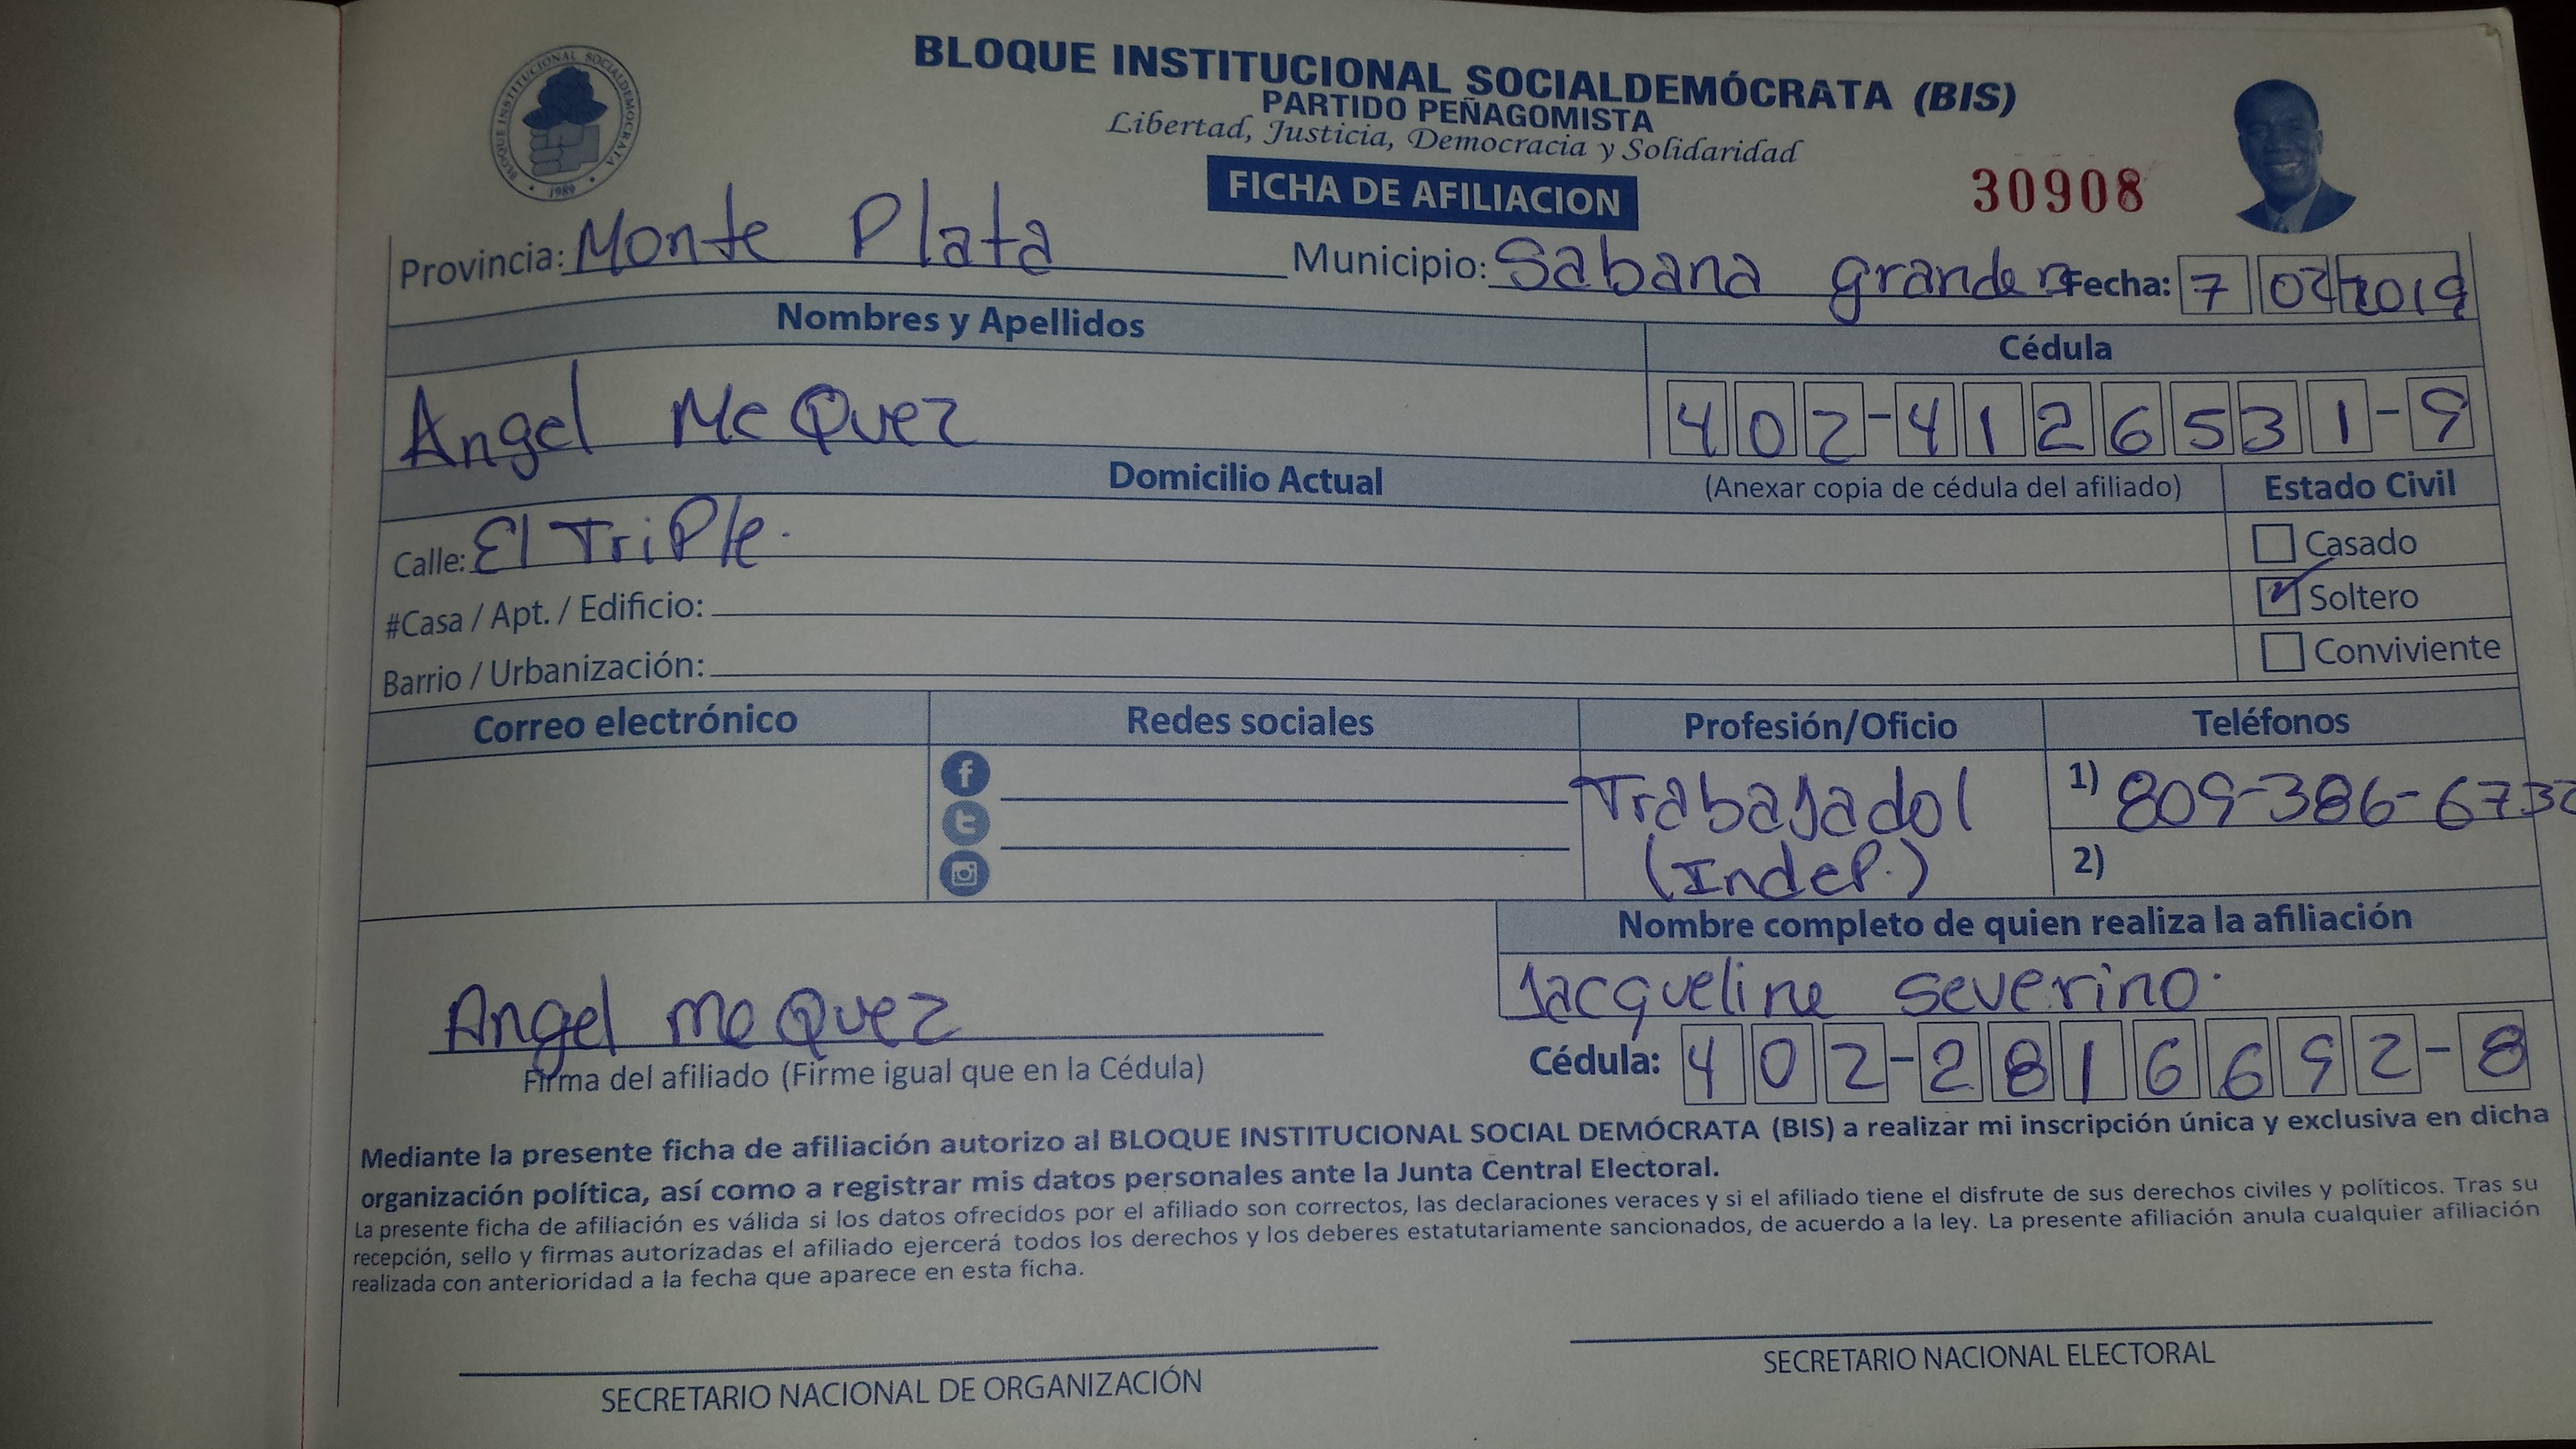 BLOQUE INSTITUCIONAL SOCIALDEMÓCRATA (BIS)
PARTIDO PEÑAGOMISTA
Libertad, Justicia, Democracia y Solidaridad
BLOQUE INSTITUCIONAL SOCIALDEMOCRATA
1989
FICHA DE AFILIACION
30908
Provincia: Monte Plata Municipio: Sabana grande Fecha: 7 02 2019
Nombres y Apellidos Cédula
Angel Me Quez 402-4126531-9
Domicilio Actual (Anexar copia de cédula del afiliado) Estado Civil
Calle: El TriPle. Casado
#Casa / Apt. / Edificio: Soltero
Barrio / Urbanización: Conviviente
Correo electrónico Redes sociales Profesión/Oficio Teléfonos
TrabaJadol 1) 809-386-673
(IndeP.) 2)
Nombre completo de quien realiza la afiliación
Jacqueline severino.
Angel me Quez
Firma del afiliado (Firme igual que en la Cédula) Cédula: 402-2816692-8
Mediante la presente ficha de afiliación autorizo al BLOQUE INSTITUCIONAL SOCIAL DEMÓCRATA (BIS) a realizar mi inscripción única y exclusiva en dicha
organización política, así como a registrar mis datos personales ante la Junta Central Electoral.
La presente ficha de afiliación es válida si los datos ofrecidos por el afiliado son correctos, las declaraciones veraces y si el afiliado tiene el disfrute de sus derechos civiles y políticos. Tras su
recepción, sello y firmas autorizadas el afiliado ejercerá todos los derechos y los deberes estatutariamente sancionados, de acuerdo a la ley. La presente afiliación anula cualquier afiliación
realizada con anterioridad a la fecha que aparece en esta ficha.
SECRETARIO NACIONAL DE ORGANIZACIÓN SECRETARIO NACIONAL ELECTORAL